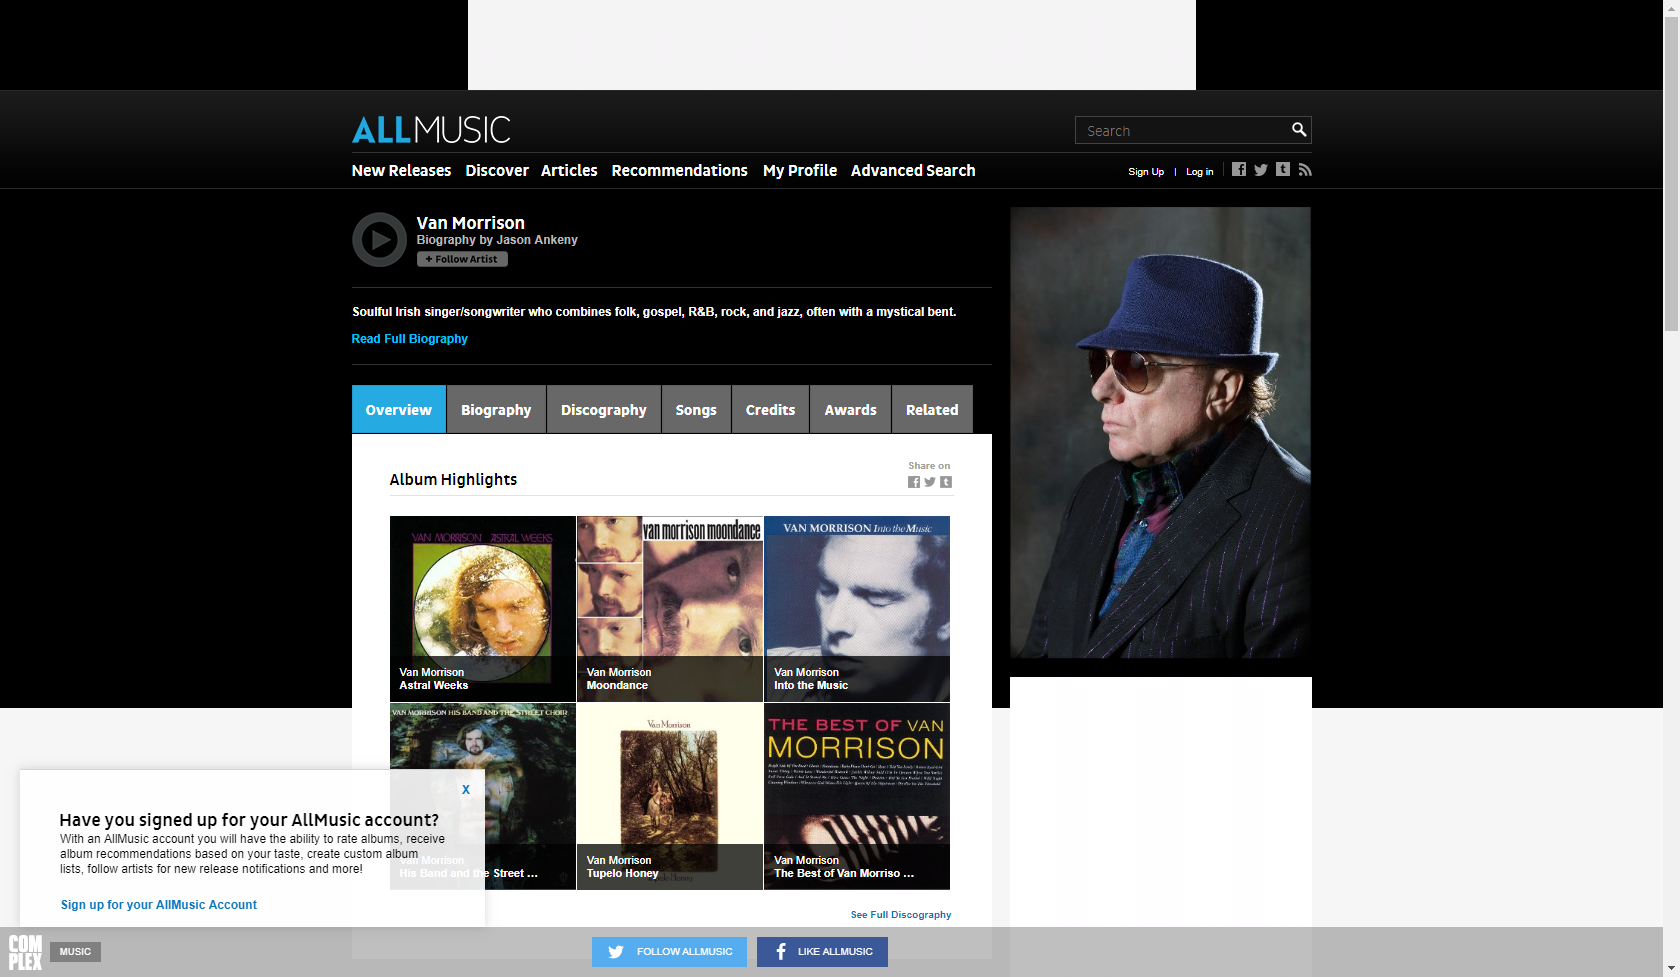 ALLMUSIC
Search
New Releases Discover Articles Recommendations My Profile Advanced Search
Sign Up | Log in
Van Morrison
Biography by Jason Ankeny
+ Follow Artist
Soulful Irish singer/songwriter who combines folk, gospel, R&B, rock, and jazz, often with a mystical bent.
Read Full Biography
Overview Biography Discography Songs Credits Awards Related
Share on
Album Highlights
VAN MORRISON ASTRAL WEEKS
van morrison moondance
VAN MORRISON Into the Music
Van Morrison
Astral Weeks
Van Morrison
Moondance
Van Morrison
Into the Music
VAN MORRISON HIS BAND AND THE STREET CHOIR
Van Morrison
Tupelo Honey
THE BEST OF VAN
MORRISON
Van Morrison
His Band and the Street ...
Van Morrison
Tupelo Honey
Van Morrison
The Best of Van Morriso ...
X
Have you signed up for your AllMusic account?
With an AllMusic account you will have the ability to rate albums, receive
album recommendations based on your taste, create custom album
lists, follow artists for new release notifications and more!
Sign up for your AllMusic Account
See Full Discography
COMPLEX
MUSIC
FOLLOW ALLMUSIC
LIKE ALLMUSIC